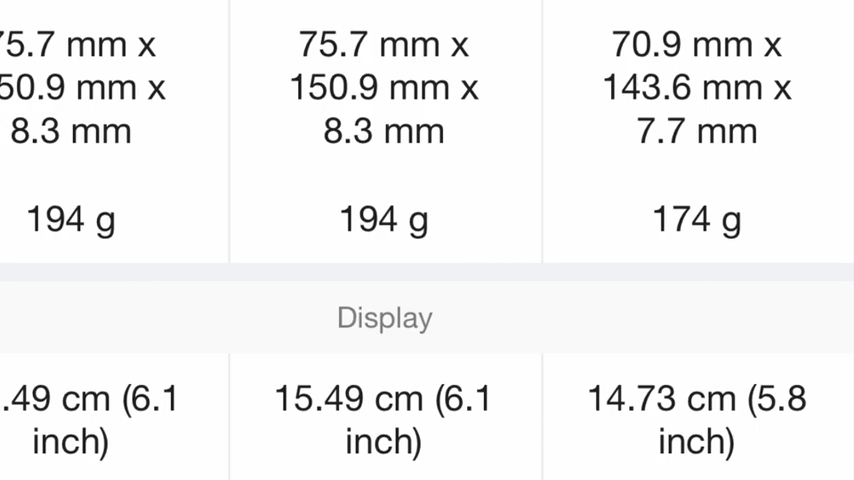 5.7 mm x 75.7 mm x 70.9 mm x
50.9 mm x 150.9 mm x 143.6 mm x
8.3 mm 8.3 mm 7.7 mm
194 g 194 g 174 g
Display
.49 cm (6.1 15.49 cm (6.1 14.73 cm (5.8
inch) inch) inch)